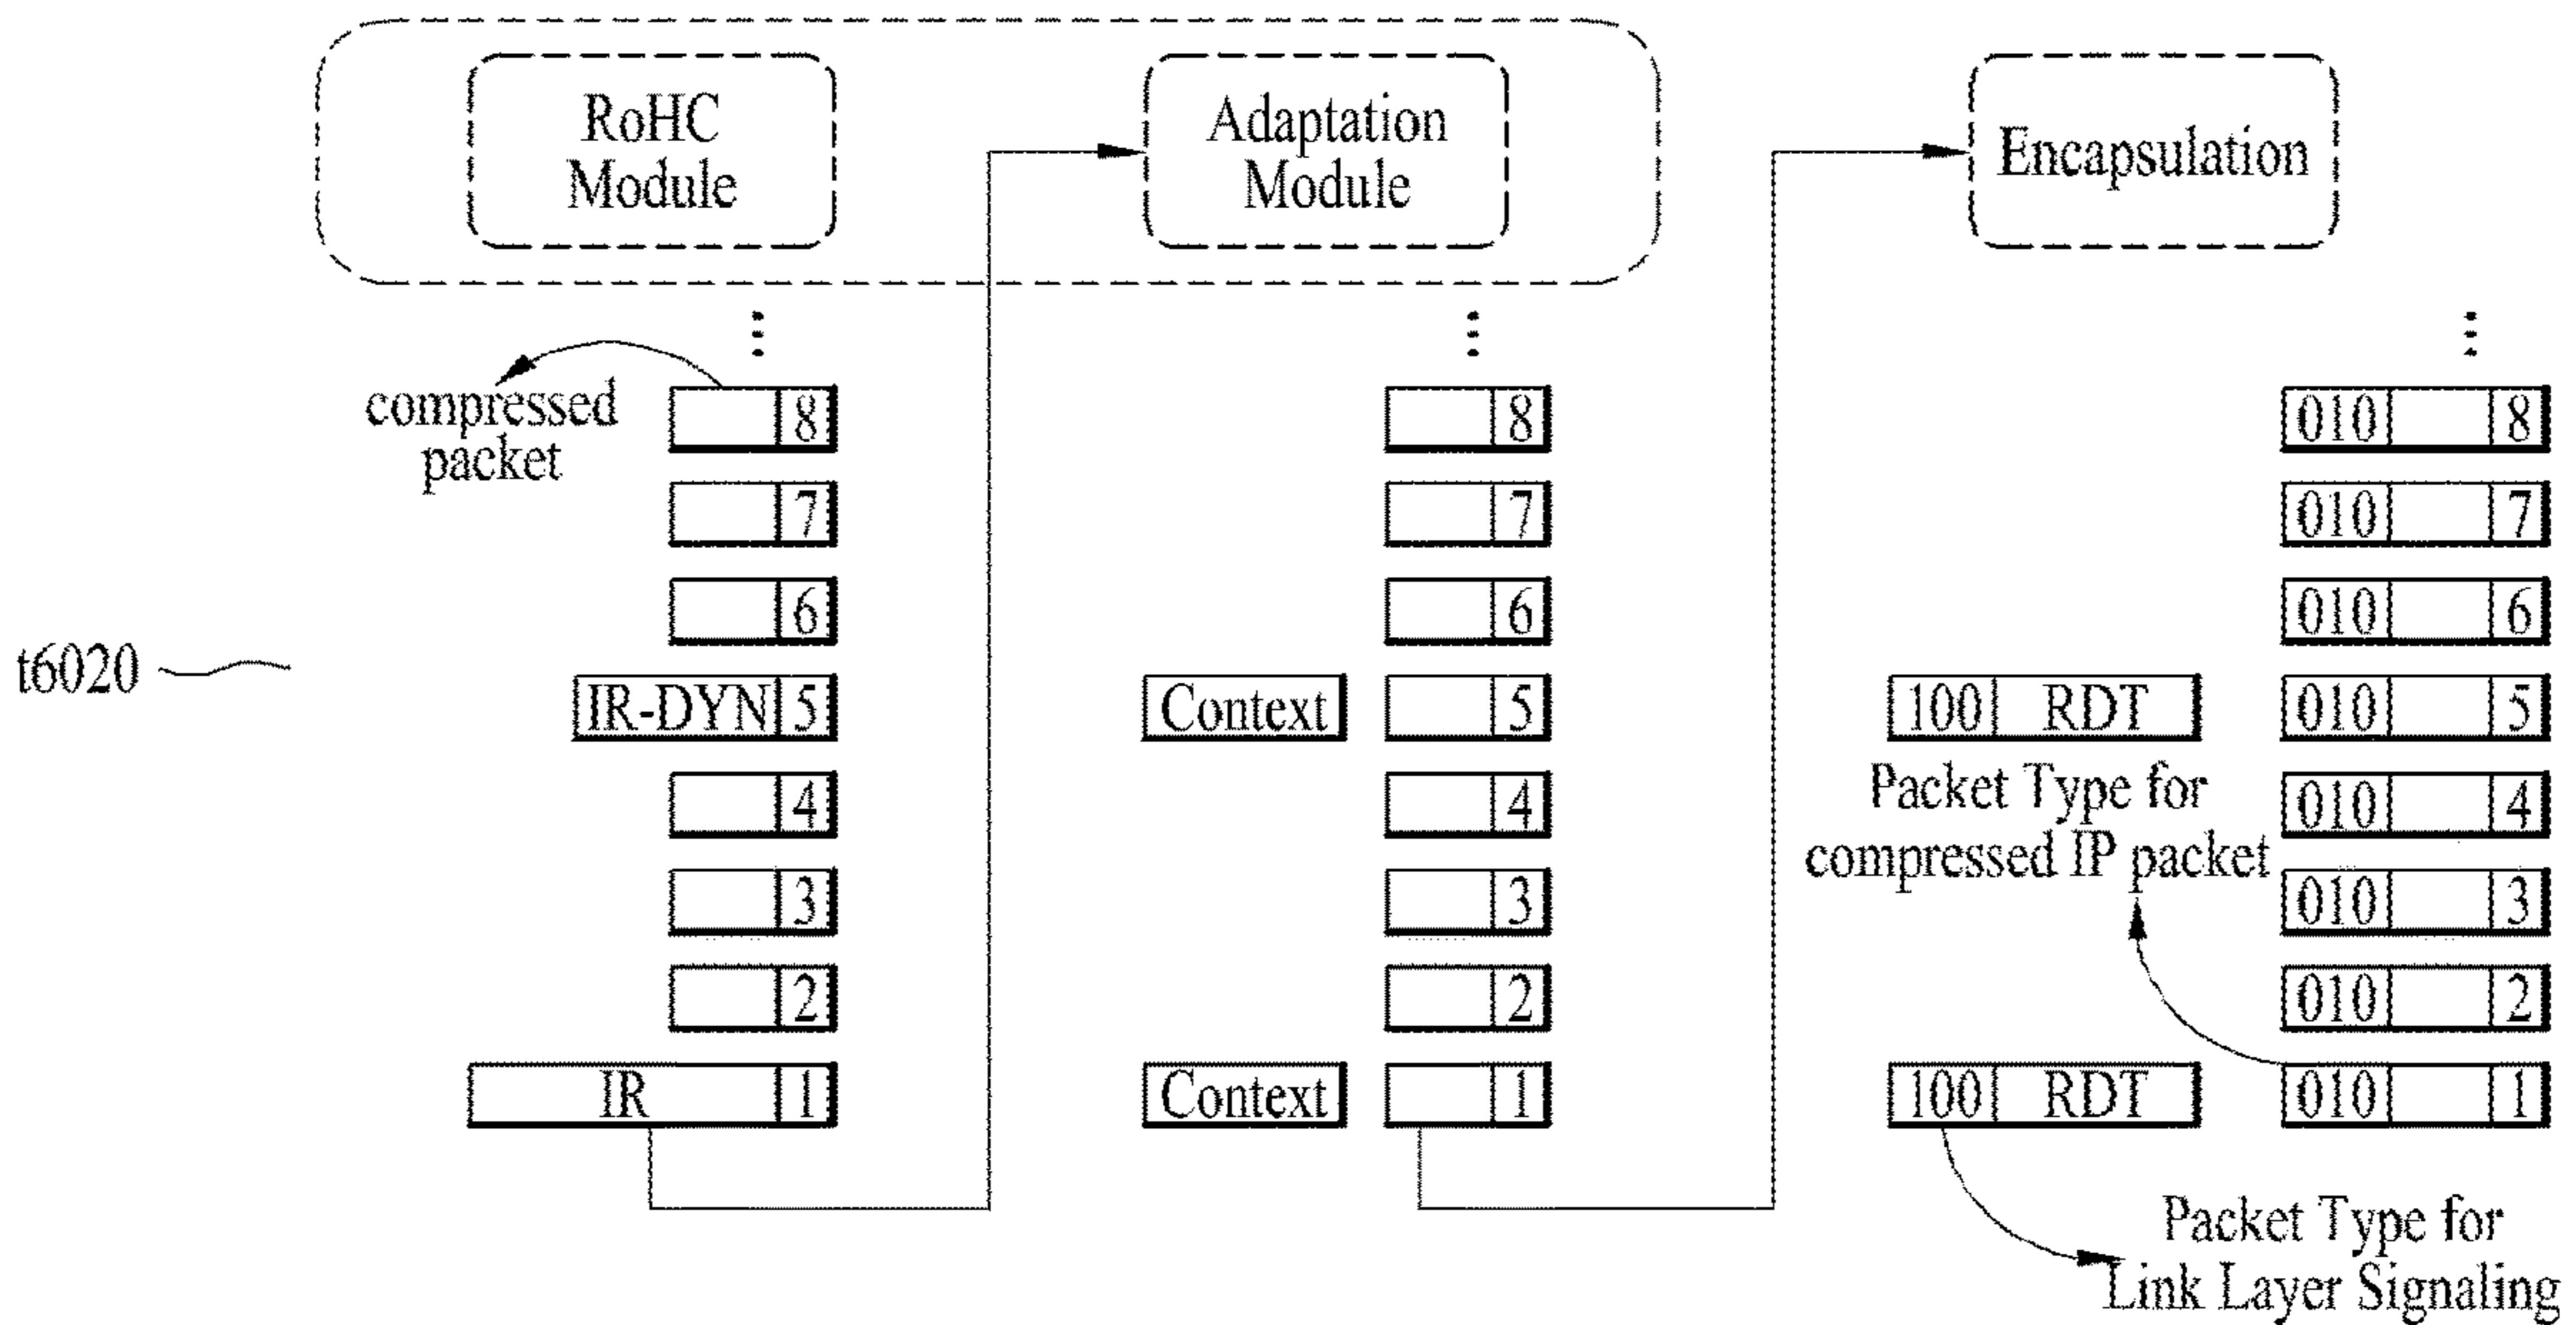 RoHC
Module
Adaptation
Module
Encapsulation
compressed
packet
8
7
6
t6020
IR-DYN 5
4
3
2
IR 1
8
7
6
Context 5
4
3
2
Context 1
010 8
010 7
010 6
100 RDT 010 5
Packet Type for
compressed IP packet
010 4
010 3
010 2
100 RDT 010 1
Packet Type for
Link Layer Signaling